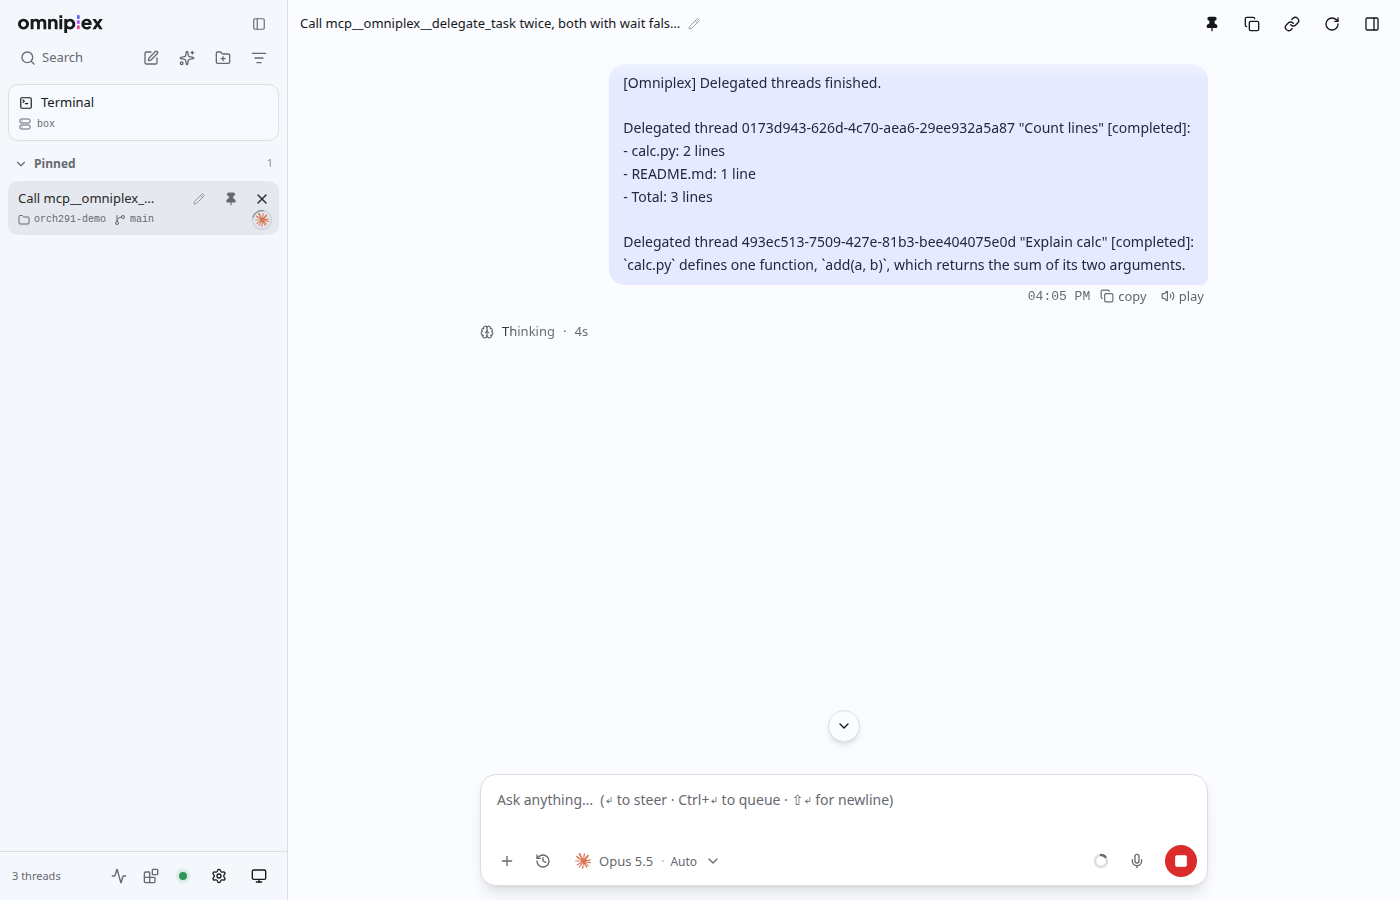 omniplex
Search
Terminal
box
Pinned
1
Call mcp__omniplex_...
orch291-demo
main
3 threads
Call mcp__omniplex__delegate_task twice, both with wait fals...
[Omniplex] Delegated threads finished.
Delegated thread 0173d943-626d-4c70-aea6-29ee932a5a87 "Count lines" [completed]:
- calc.py: 2 lines
- README.md: 1 line
- Total: 3 lines
Delegated thread 493ec513-7509-427e-81b3-bee404075e0d "Explain calc" [completed]:
`calc.py` defines one function, `add(a, b)`, which returns the sum of its two arguments.
04:05 PM copy play
Thinking · 4s
Ask anything... (↲ to steer · Ctrl+↲ to queue · ⇧↲ for newline)
Opus 5.5 · Auto